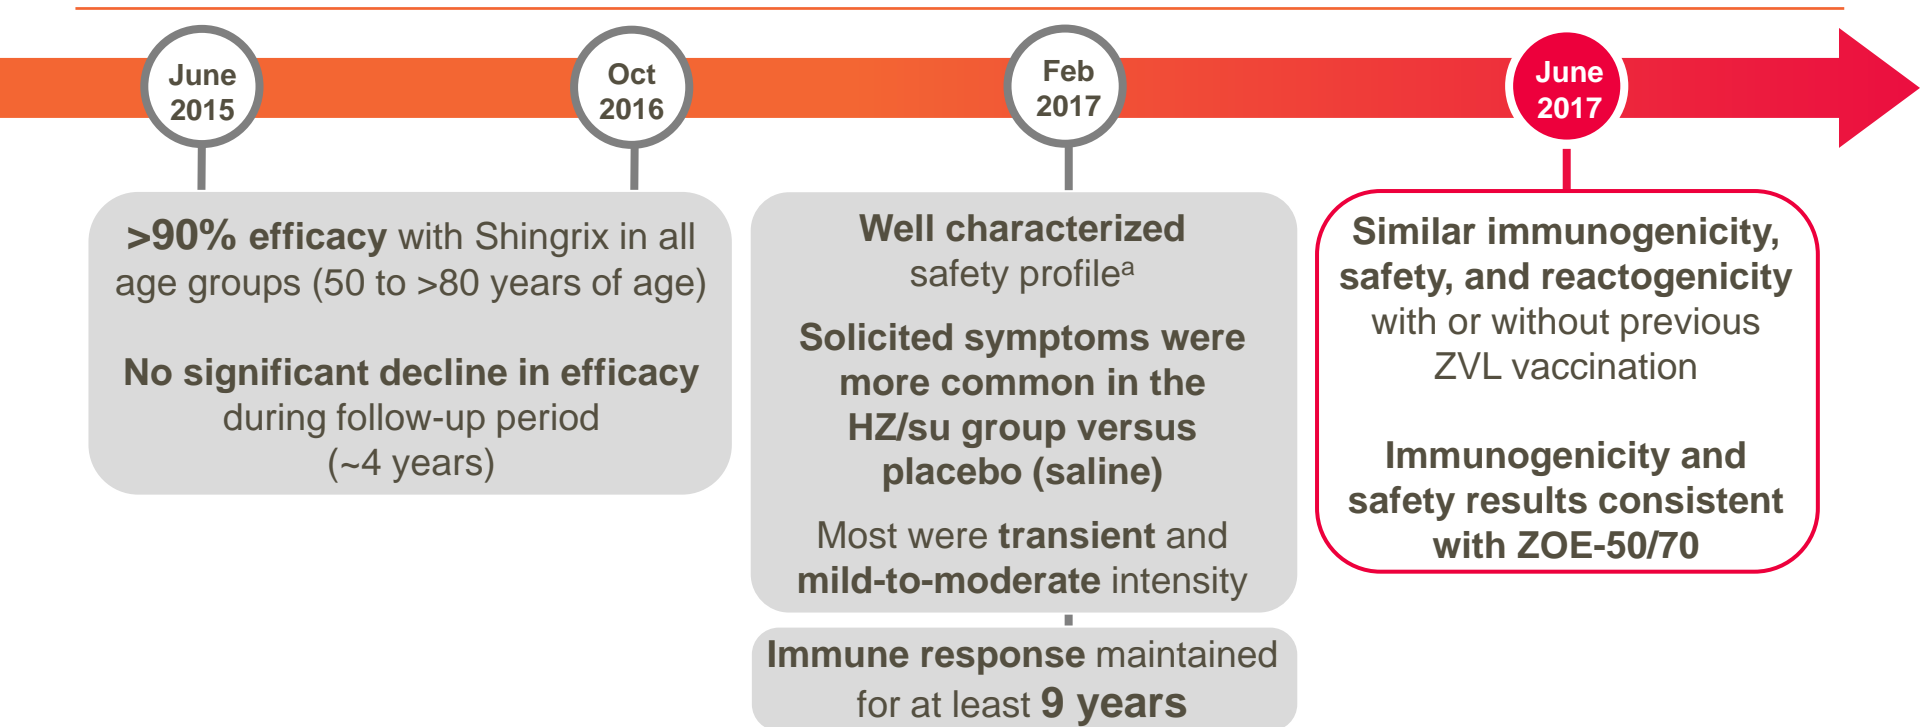 June
2015
Oct
2016
Feb
2017
June
2017
>90% efficacy with Shingrix in all
age groups (50 to >80 years of age)
No significant decline in efficacy
during follow-up period
(~4 years)
Well characterized
safety profileᵃ
Solicited symptoms were
more common in the
HZ/su group versus
placebo (saline)
Most were transient and
mild-to-moderate intensity
Immune response maintained
for at least 9 years
Similar immunogenicity,
safety, and reactogenicity
with or without previous
ZVL vaccination
Immunogenicity and
safety results consistent
with ZOE-50/70